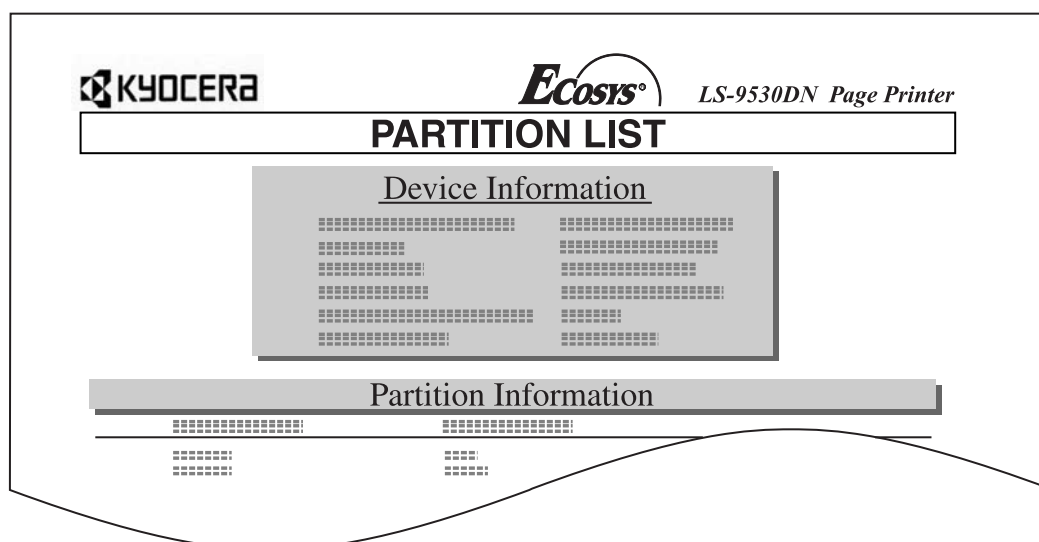 KYOCERA
ECOSYS LS-9530DN Page Printer
PARTITION LIST
Device Information
Partition Information